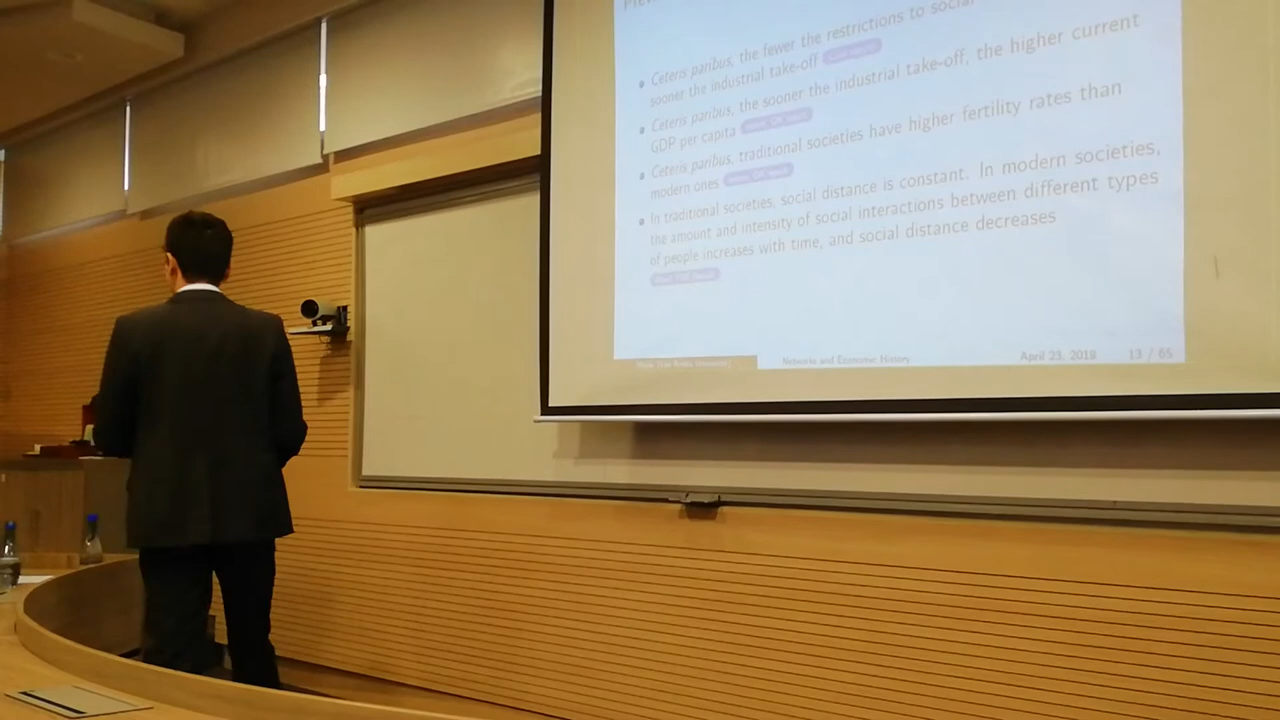 Ceteris paribus, the fewer the restrictions to social
sooner the industrial take-off
Ceteris paribus, the sooner the industrial take-off, the higher current
GDP per capita
Ceteris paribus, traditional societies have higher fertility rates than
modern ones
In traditional societies, social distance is constant. In modern societies,
the amount and intensity of social interactions between different types
of people increases with time, and social distance decreases
Networks and Economic History April 23, 2018 13 / 65